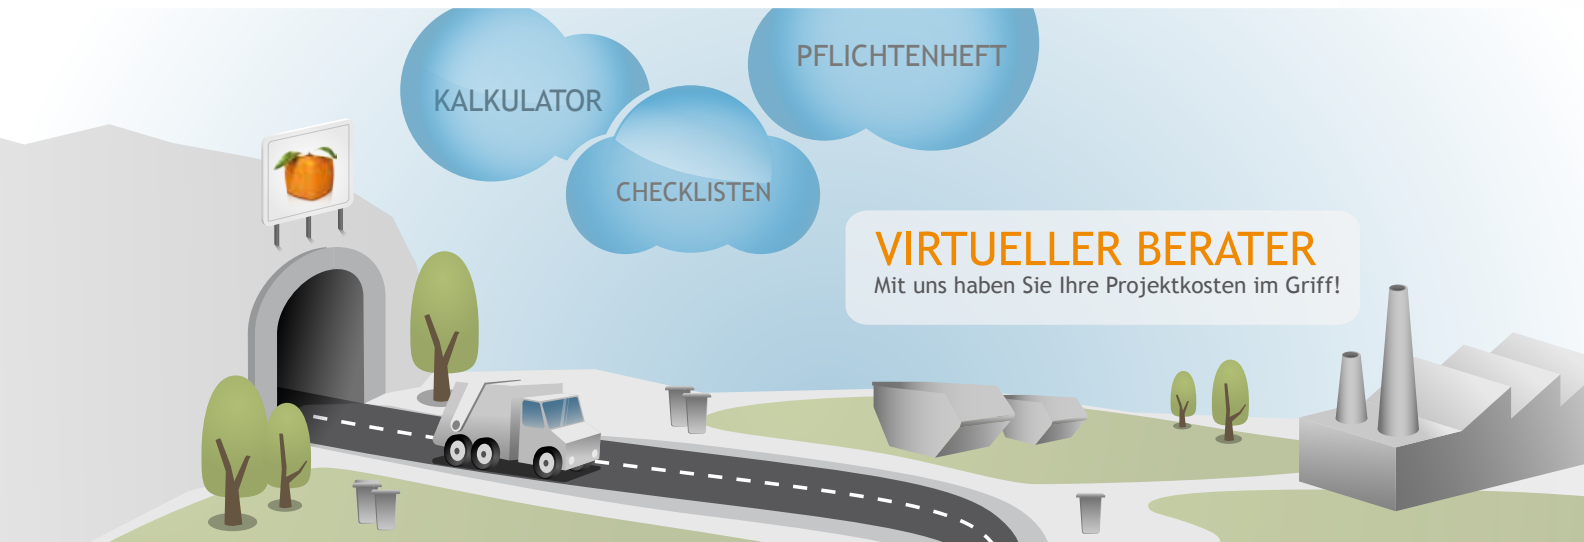 PFLICHTENHEFT
KALKULATOR
CHECKLISTEN
VIRTUELLER BERATER
Mit uns haben Sie Ihre Projektkosten im Griff!